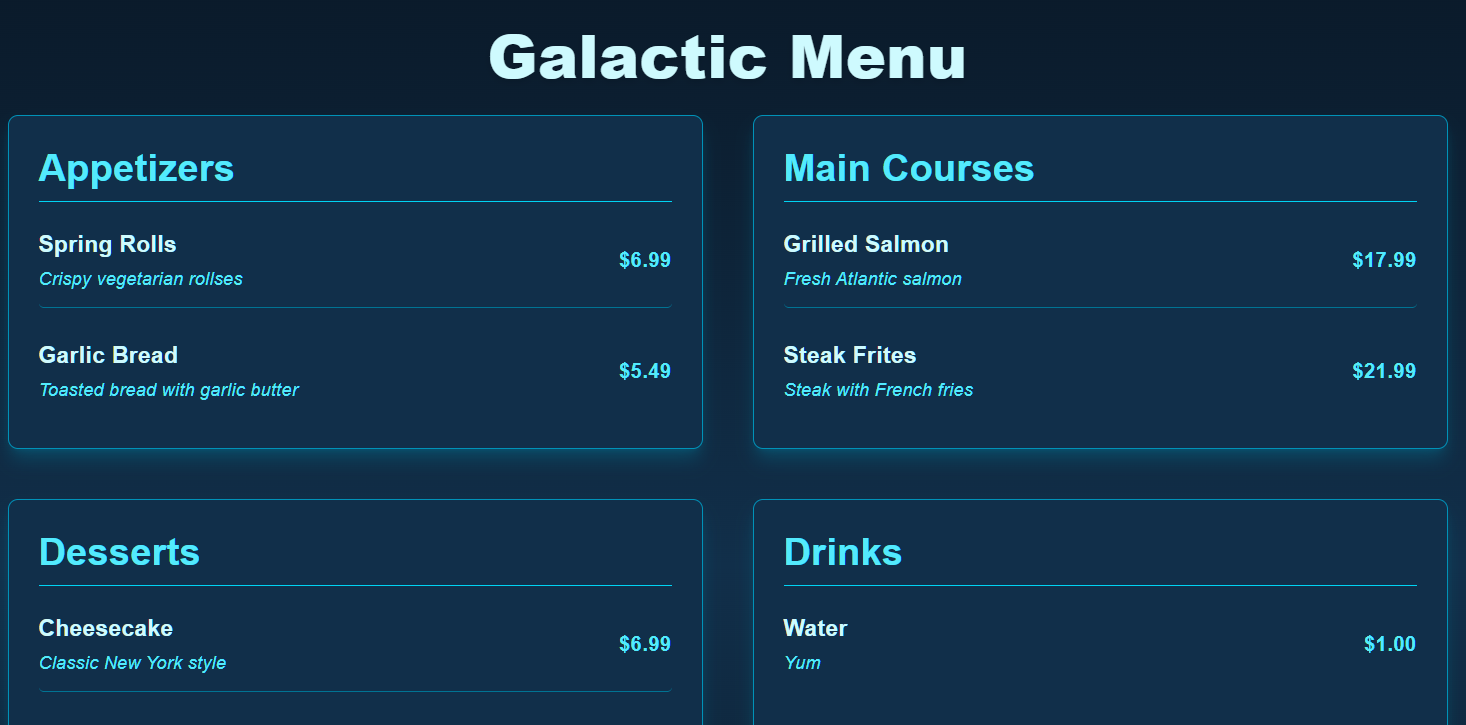 Galactic Menu
Appetizers
Spring Rolls
$6.99
Crispy vegetarian rollses
Garlic Bread
$5.49
Toasted bread with garlic butter
Main Courses
Grilled Salmon
$17.99
Fresh Atlantic salmon
Steak Frites
$21.99
Steak with French fries
Desserts
Cheesecake
$6.99
Classic New York style
Drinks
Water
$1.00
Yum